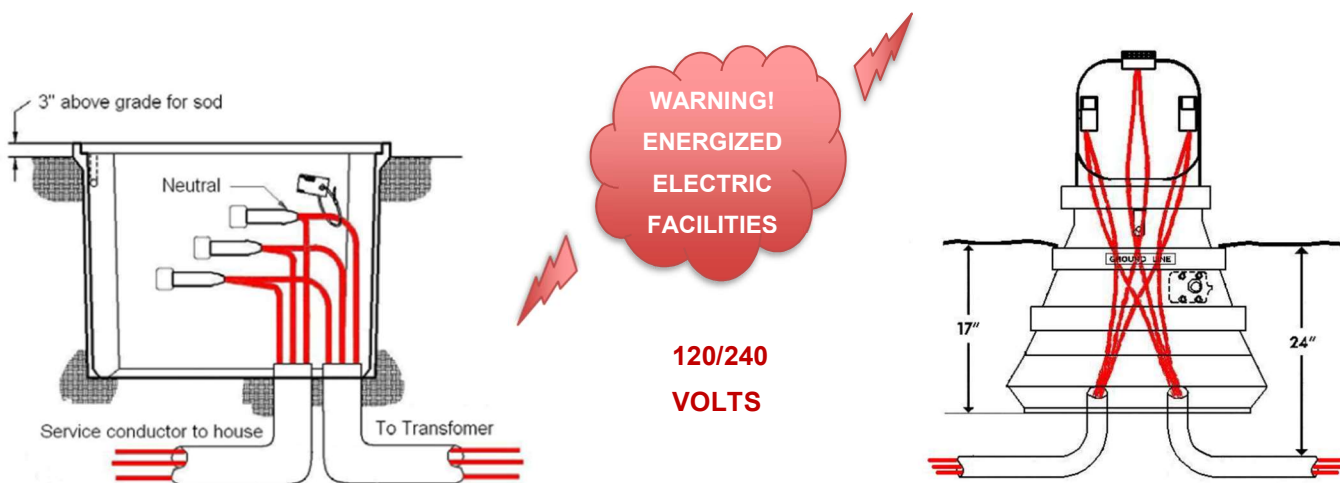 3" above grade for sod
Neutral
Service conductor to house
To Transfomer
WARNING!
ENERGIZED
ELECTRIC
FACILITIES
120/240
VOLTS
GROUND LINE
17"
24"